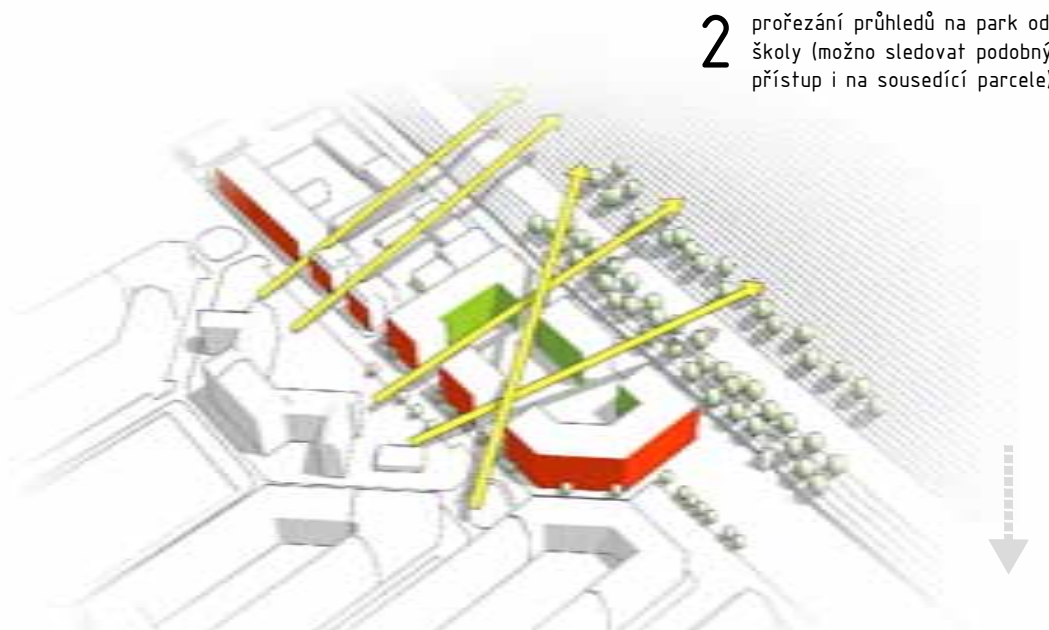 2
prořezání průhledů na park od
školy (možno sledovat podobný
přístup i na sousedící parcele)